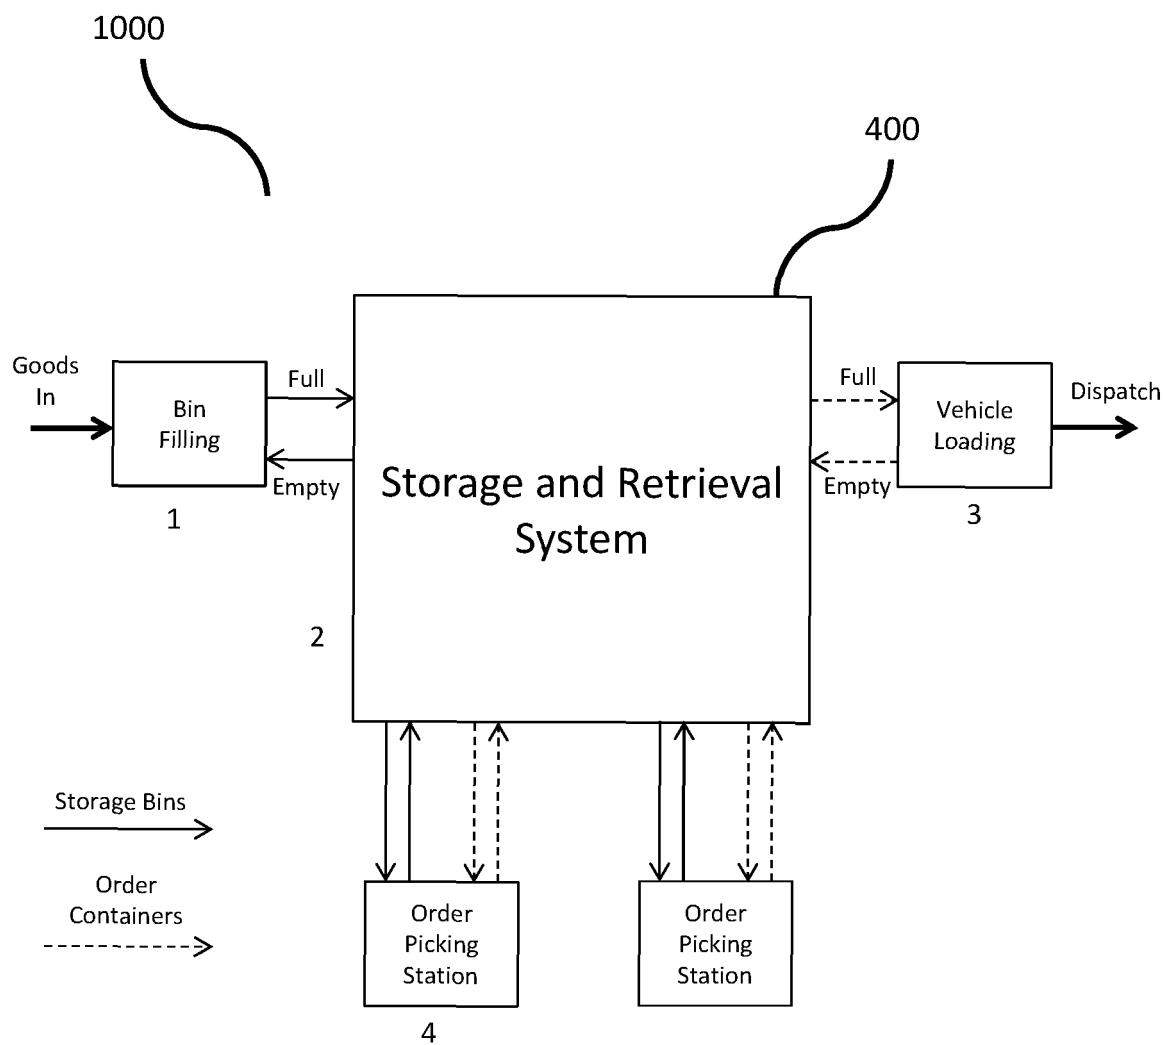 1000
400
Goods
In
Bin
Filling
1
Full
Empty
Storage and Retrieval
System
2
Full
Empty
Vehicle
Loading
3
Dispatch
Storage Bins
Order
Containers
Order
Picking
Station
4
Order
Picking
Station